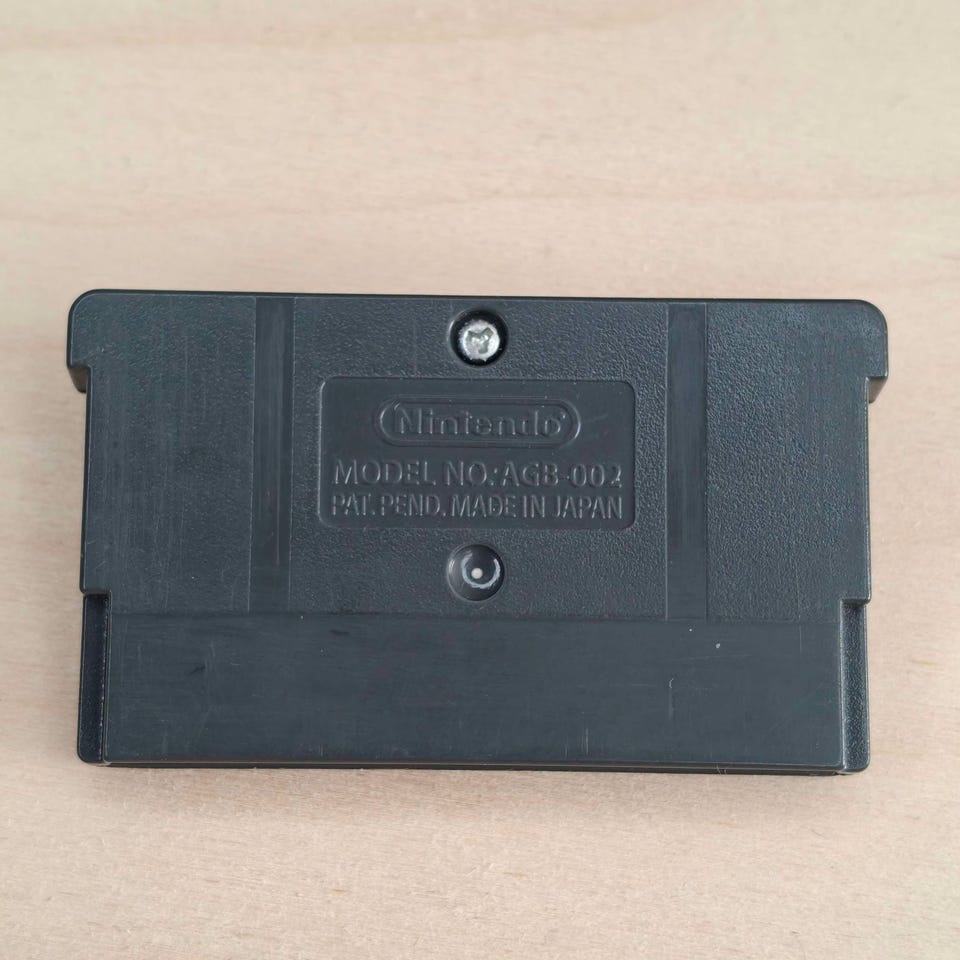 Nintendo
MODEL NO.:AGB-002
PAT. PEND. MADE IN JAPAN